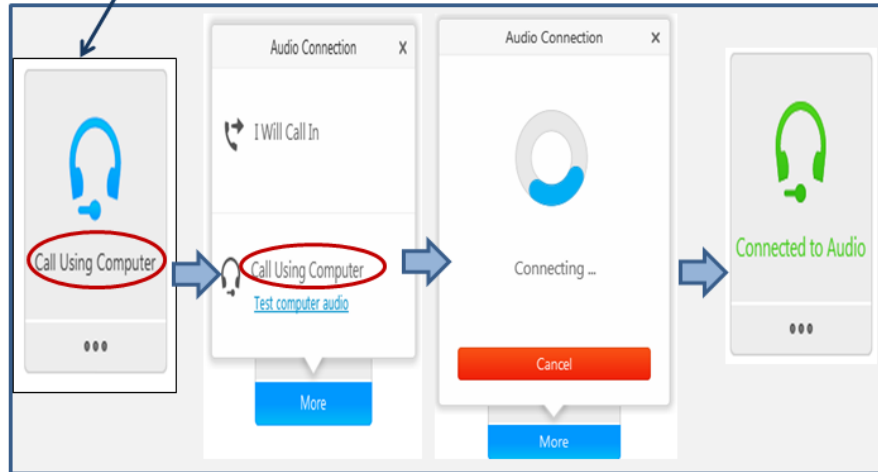 Call Using Computer
Audio Connection X
I Will Call In
Call Using Computer
Test computer audio
More
Audio Connection X
Connecting ...
Cancel
More
Connected to Audio